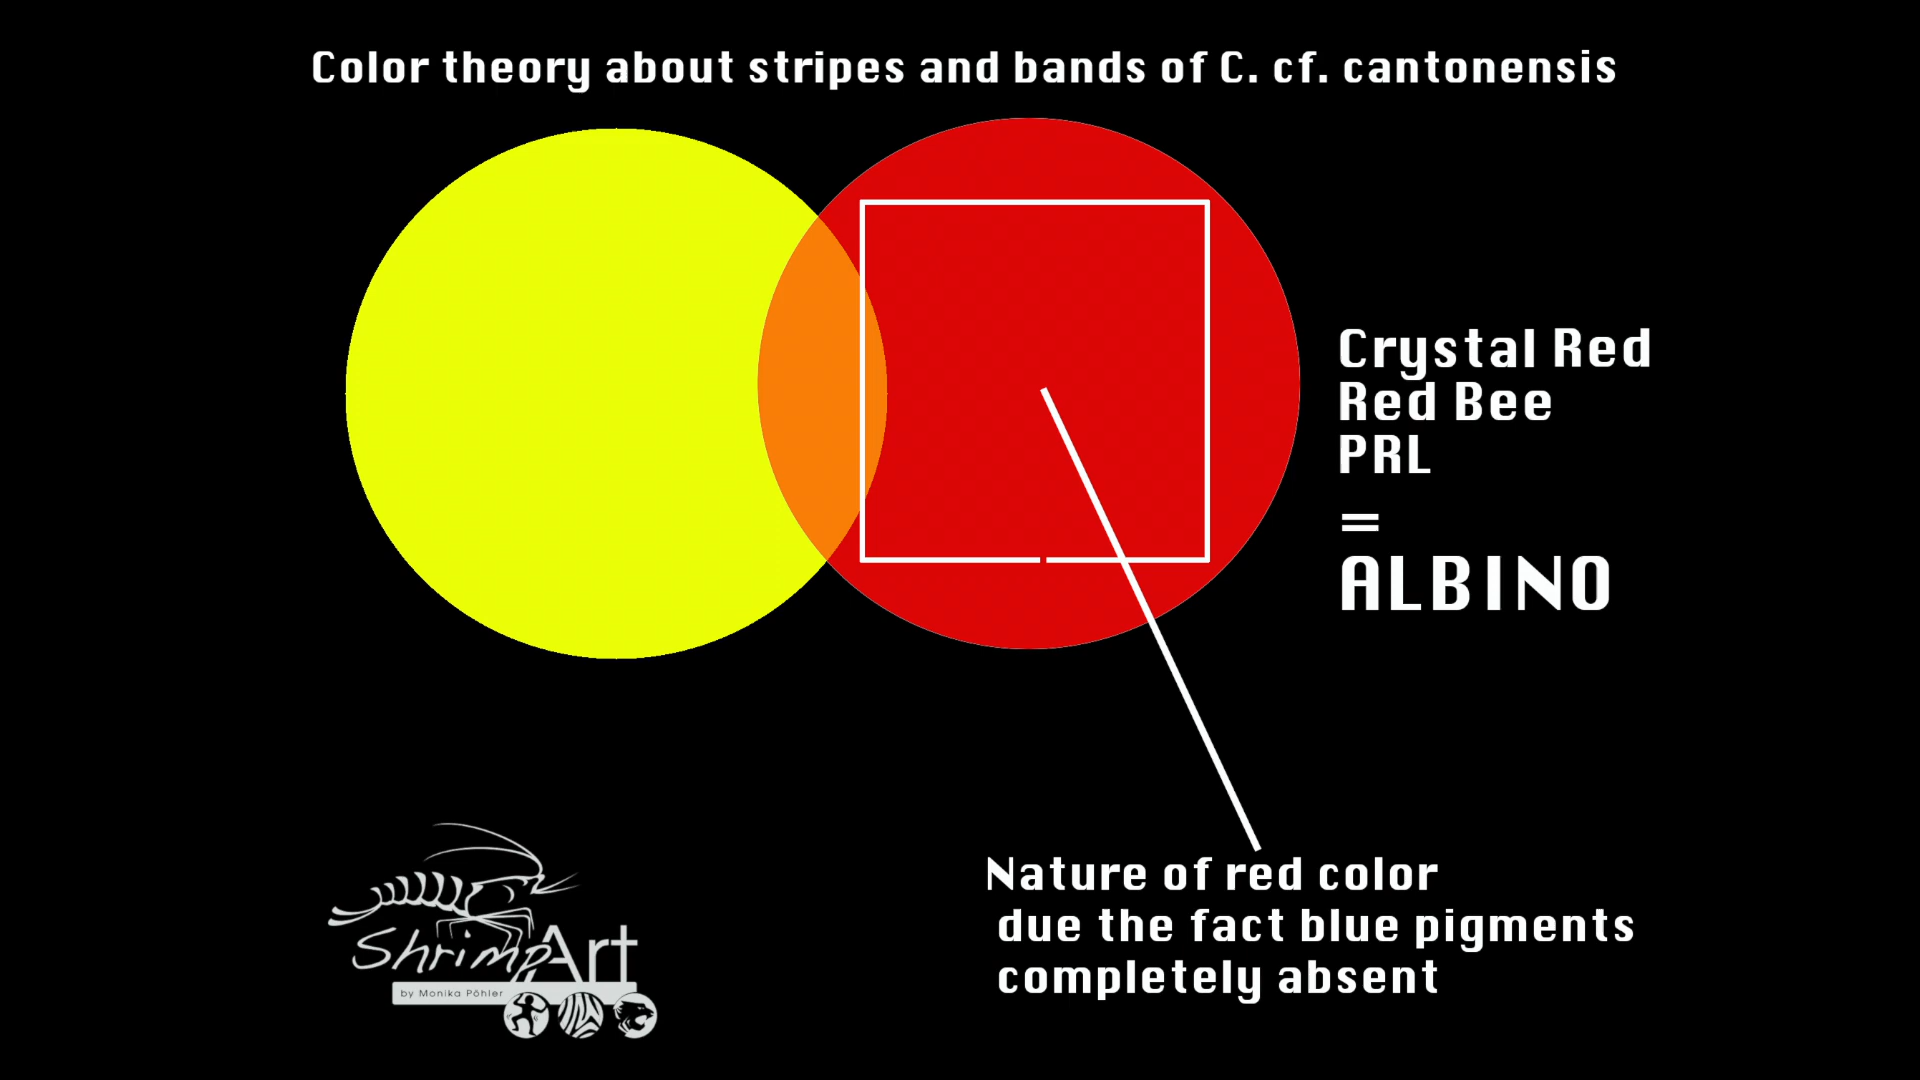 Color theory about stripes and bands of C. cf. cantonensis
Crystal Red
Red Bee
PRL
=
ALBINO
Nature of red color
due the fact blue pigments
completely absent
ShrimpArt
by Monika Pöhler